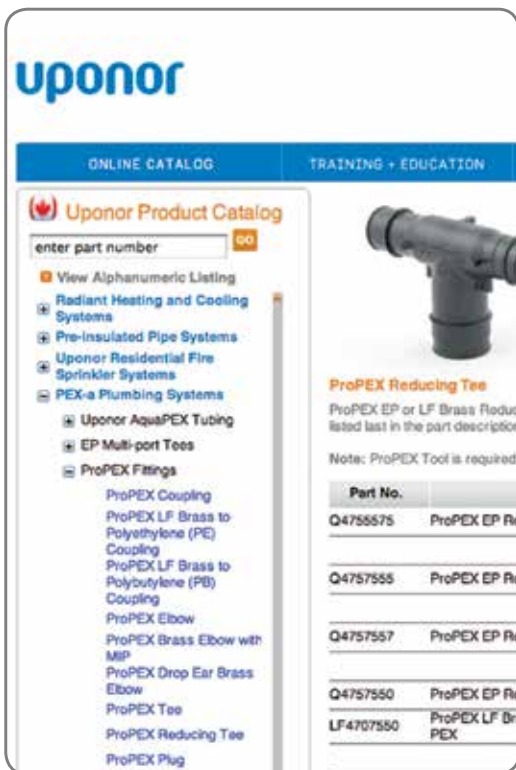 uponor
ONLINE CATALOG
TRAINING + EDUCATION
Uponor Product Catalog
enter part number
GO
View Alphanumeric Listing
Radiant Heating and Cooling
Systems
Pre-insulated Pipe Systems
Uponor Residential Fire
Sprinkler Systems
PEX-a Plumbing Systems
Uponor AquaPEX Tubing
EP Multi-port Tees
ProPEX Fittings
ProPEX Coupling
ProPEX LF Brass to
Polyethylene (PE)
Coupling
ProPEX LF Brass to
Polybutylene (PB)
Coupling
ProPEX Elbow
ProPEX Brass Elbow with
MIP
ProPEX Drop Ear Brass
Elbow
ProPEX Tee
ProPEX Reducing Tee
ProPEX Plug
ProPEX Reducing Tee
ProPEX EP or LF Brass Reduc
listed last in the part description
Note: ProPEX Tool is required
Part No.
Q4755575 ProPEX EP Re
Q4757555 ProPEX EP Re
Q4757557 ProPEX EP Re
Q4757550 ProPEX EP Re
LF4707550 ProPEX LF Br
PEX